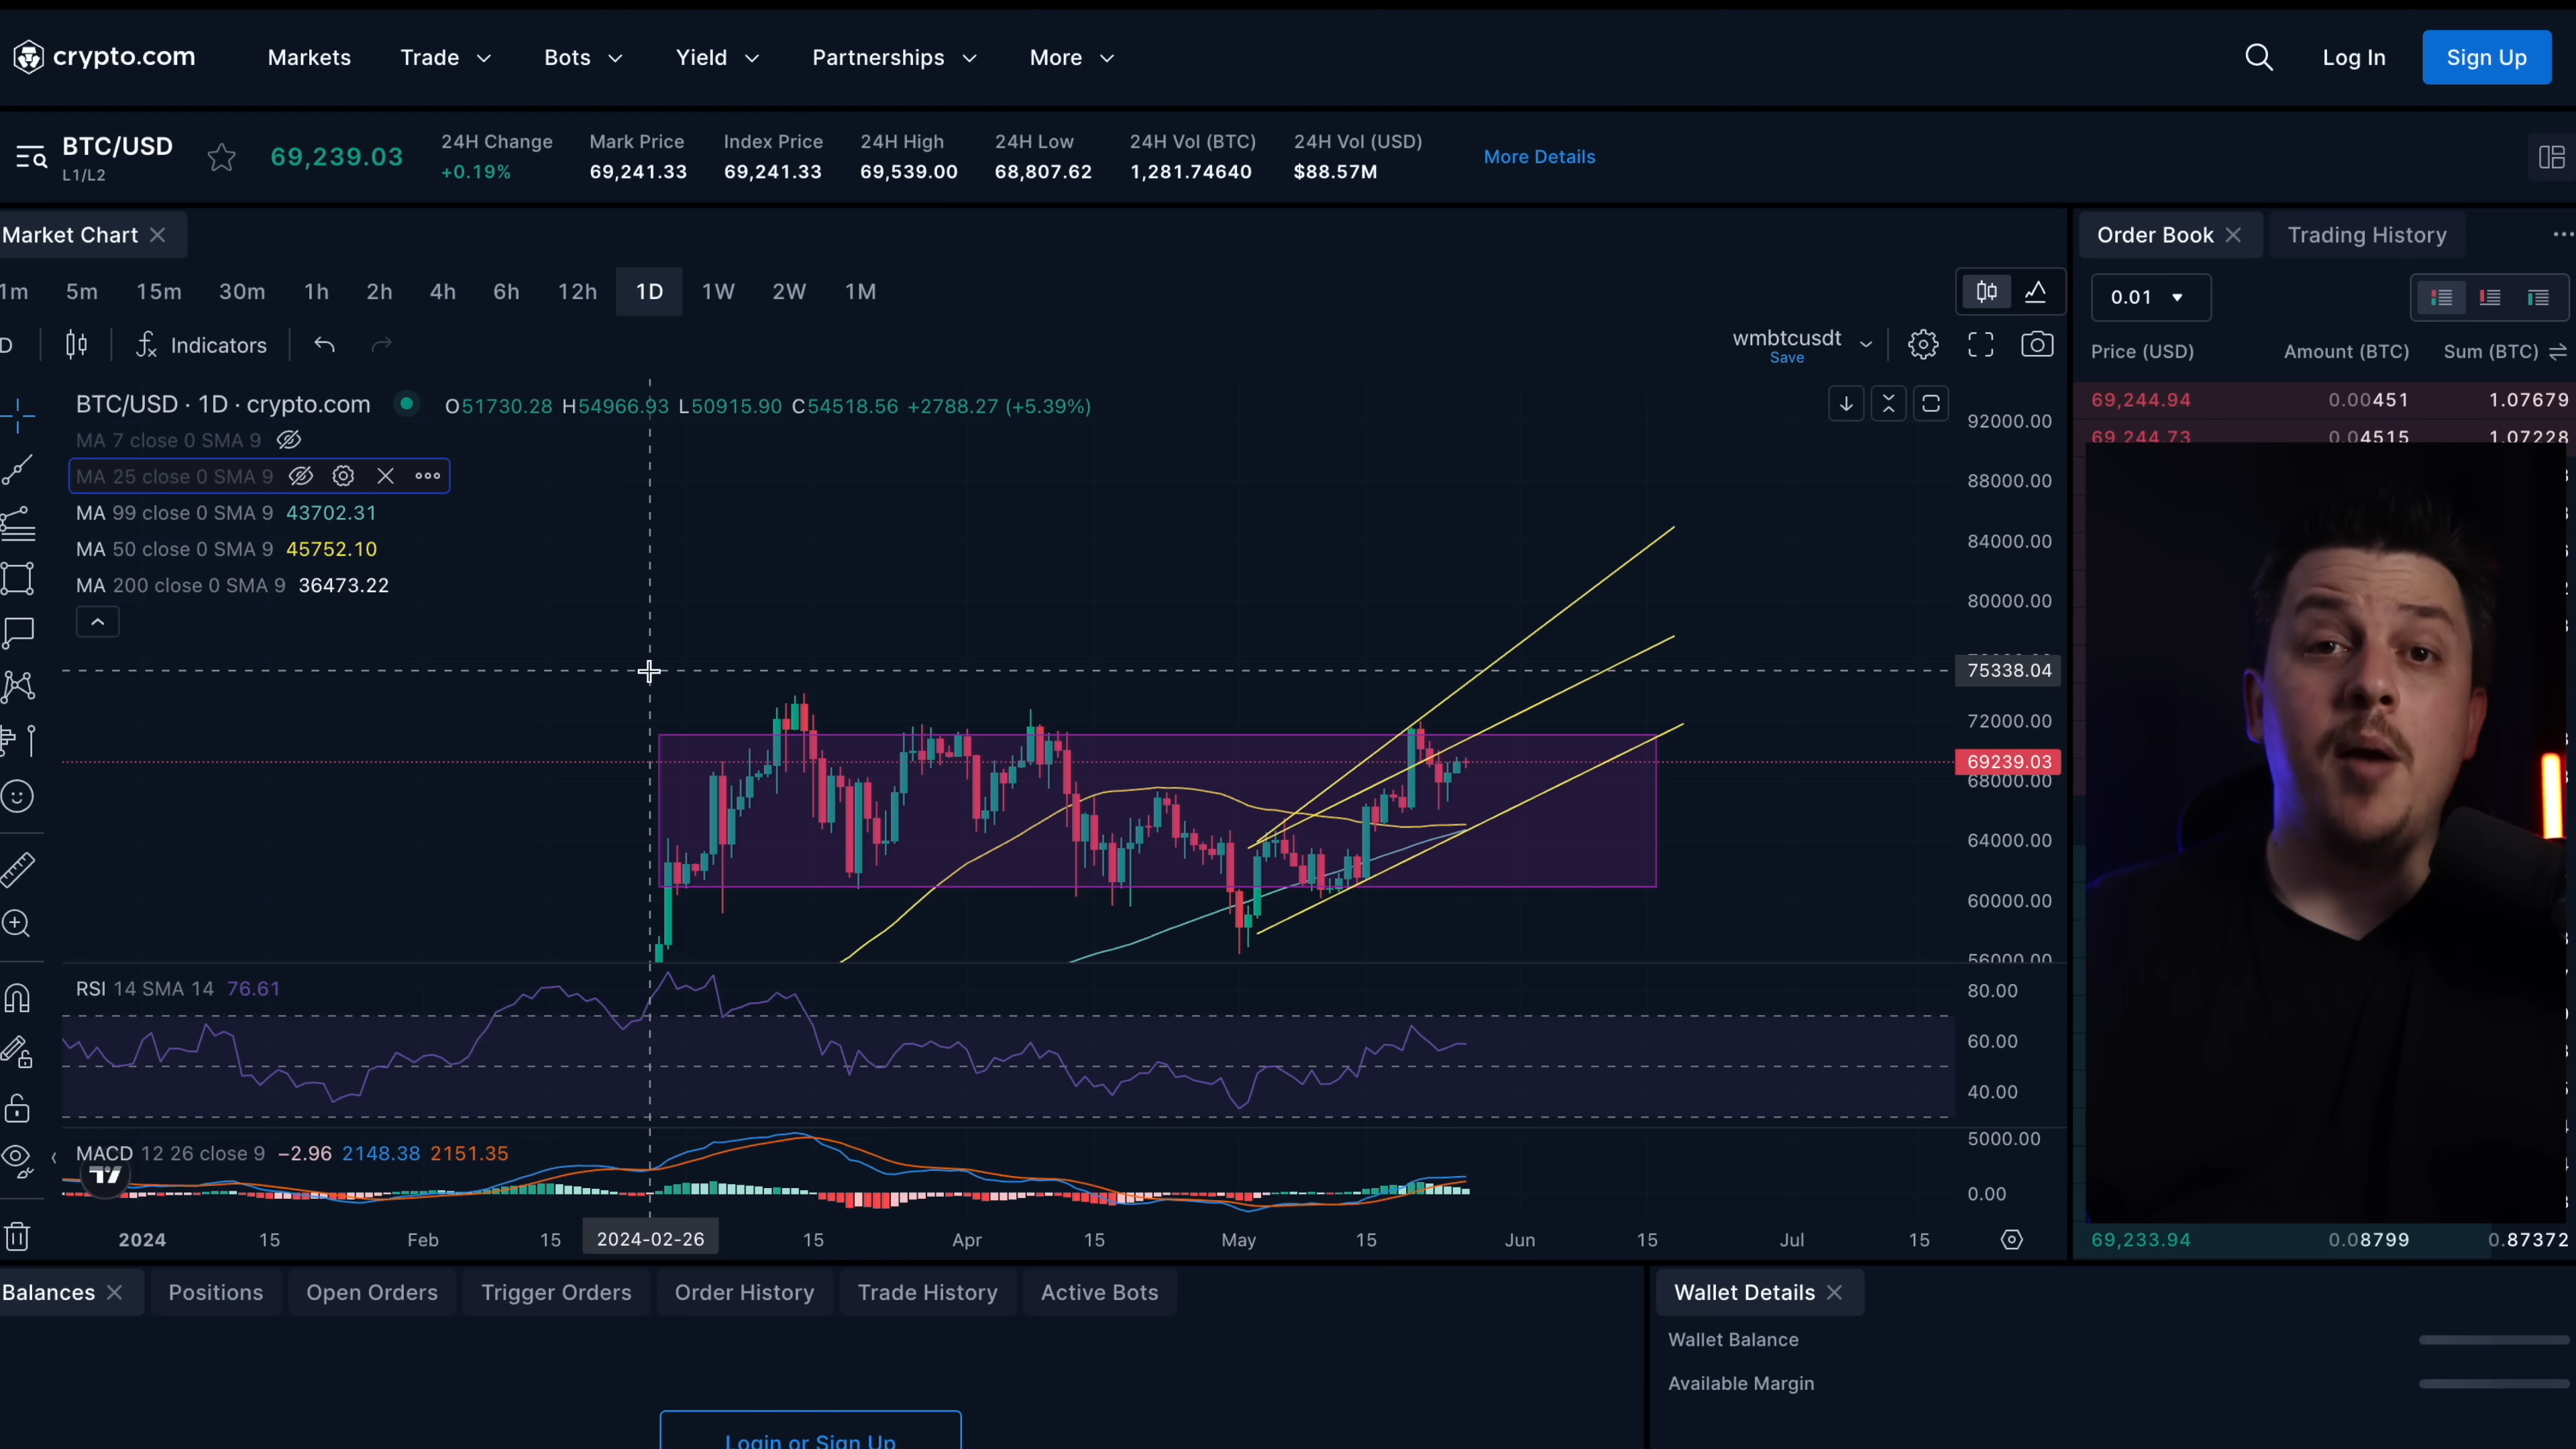 crypto.com Markets Trade Bots Yield Partnerships More Log In Sign Up
BTC/USD 69,239.03 24H Change Mark Price Index Price 24H High 24H Low 24H Vol (BTC) 24H Vol (USD) More Details
L1/L2 +0.19% 69,241.33 69,241.33 69,539.00 68,807.62 1,281.74640 $88.57M
Market Chart Order Book Trading History
1m 5m 15m 30m 1h 2h 4h 6h 12h 1D 1W 2W 1M 0.01
D Indicators wmbtcusdt
Save
Price (USD) Amount (BTC) Sum (BTC)
BTC/USD · 1D · crypto.com O51730.28 H54966.93 L50915.90 C54518.56 +2788.27 (+5.39%)
69,244.94 0.00451 1.07679
69,244.73 0.04515 1.07228
MA 7 close 0 SMA 9
MA 25 close 0 SMA 9
MA 99 close 0 SMA 9 43702.31
MA 50 close 0 SMA 9 45752.10
MA 200 close 0 SMA 9 36473.22
92000.00
88000.00
84000.00
80000.00
75338.04
72000.00
69239.03
68000.00
64000.00
60000.00
56000.00
RSI 14 SMA 14 76.61
80.00
60.00
40.00
MACD 12 26 close 9 −2.96 2148.38 2151.35
5000.00
0.00
2024 15 Feb 15 2024-02-26 15 Apr 15 May 15 Jun 15 Jul 15
69,233.94 0.08799 0.87372
Balances Positions Open Orders Trigger Orders Order History Trade History Active Bots
Wallet Details
Wallet Balance
Available Margin
Login or Sign Up